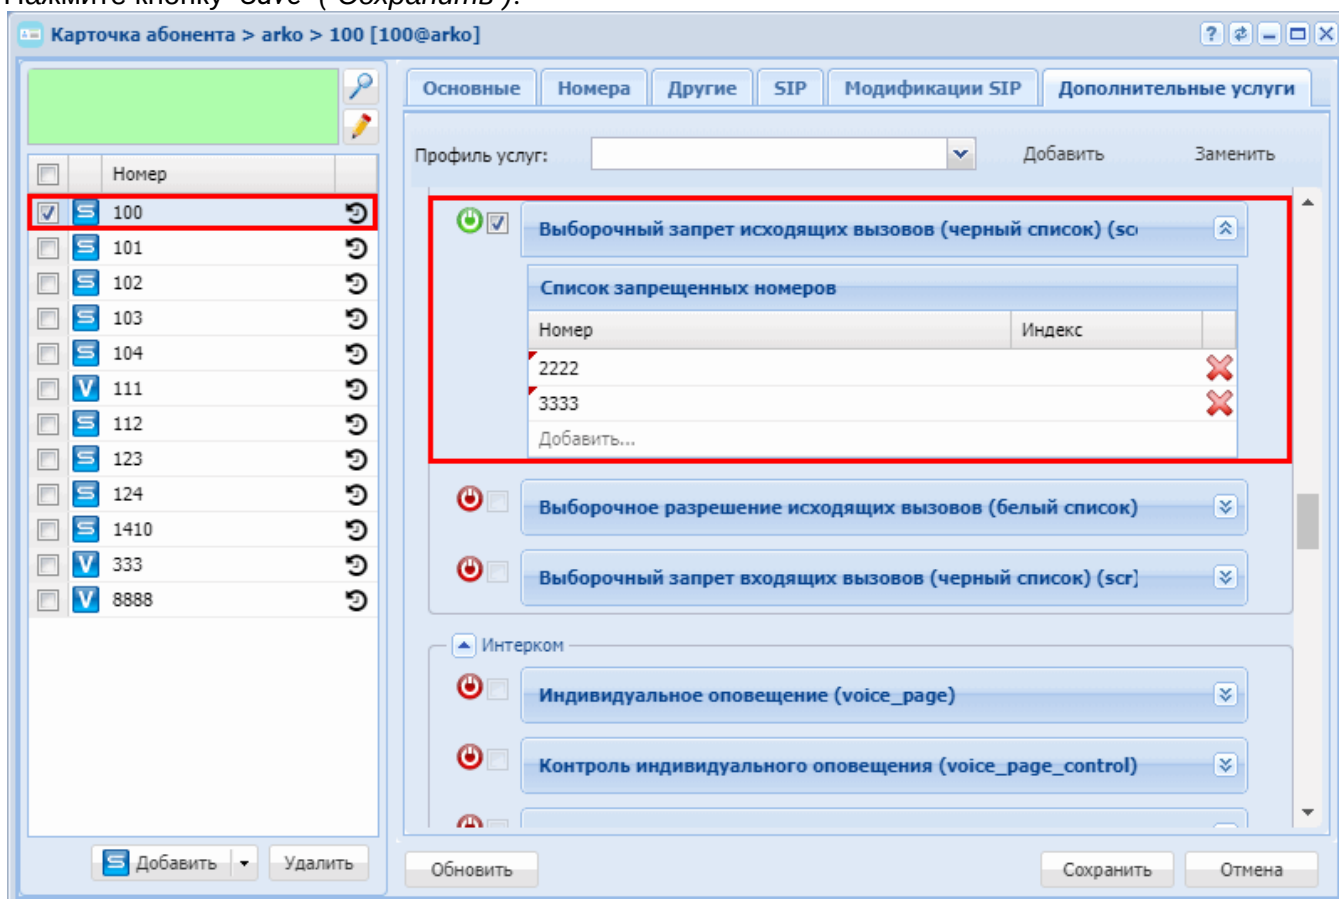 Нажмите кнопку "Save" ("Сохранить").
Карточка абонента > arko > 100 [100@arko]
Основные Номера Другие SIP Модификации SIP Дополнительные услуги
Профиль услуг: Добавить Заменить
Номер
100
101
102
103
104
111
112
123
124
1410
333
8888
Добавить Удалить
Выборочный запрет исходящих вызовов (черный список) (sco
Список запрещенных номеров
Номер Индекс
2222
3333
Добавить...
Выборочное разрешение исходящих вызовов (белый список)
Выборочный запрет входящих вызовов (черный список) (scr)
Интерком
Индивидуальное оповещение (voice_page)
Контроль индивидуального оповещения (voice_page_control)
Обновить Сохранить Отмена